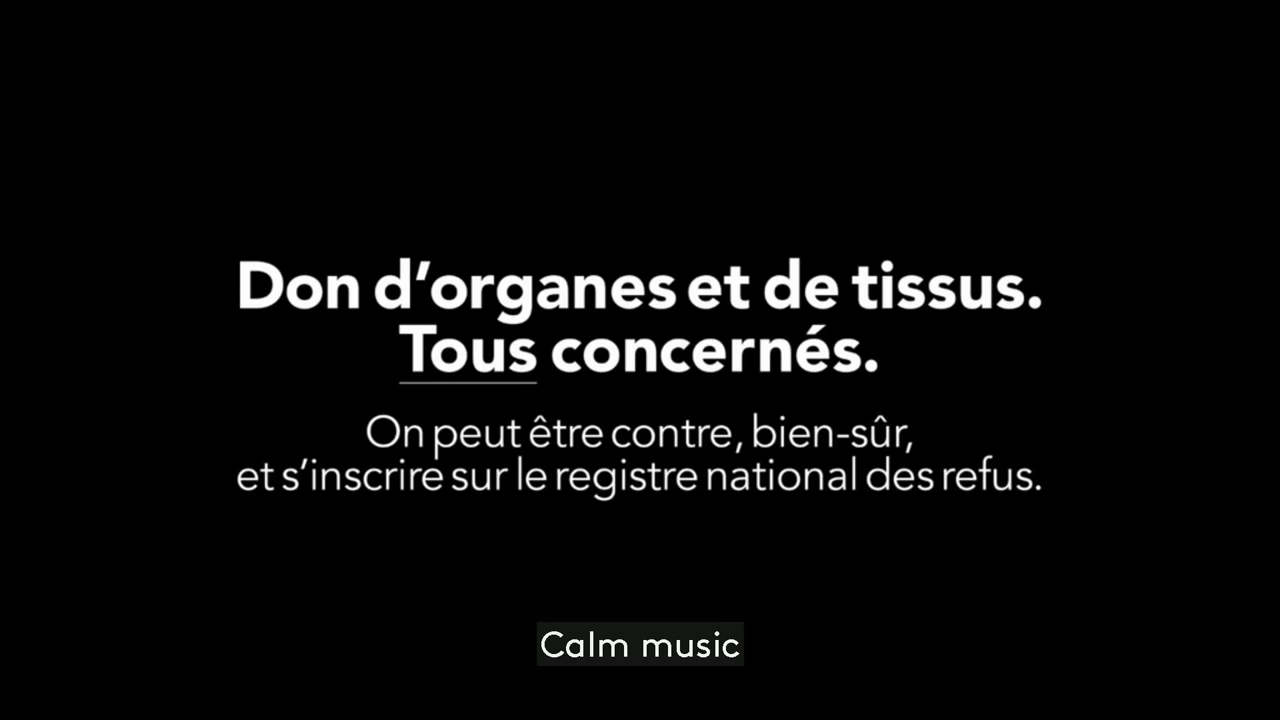 Don d’organes et de tissus.
Tous concernés.
On peut être contre, bien-sûr,
et s’inscrire sur le registre national des refus.
Calm music